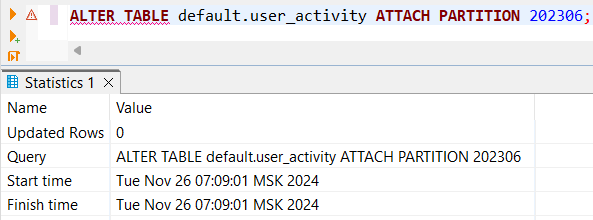 ALTER TABLE default.user_activity ATTACH PARTITION 202306;
Statistics 1
Name Value
Updated Rows 0
Query ALTER TABLE default.user_activity ATTACH PARTITION 202306
Start time Tue Nov 26 07:09:01 MSK 2024
Finish time Tue Nov 26 07:09:01 MSK 2024